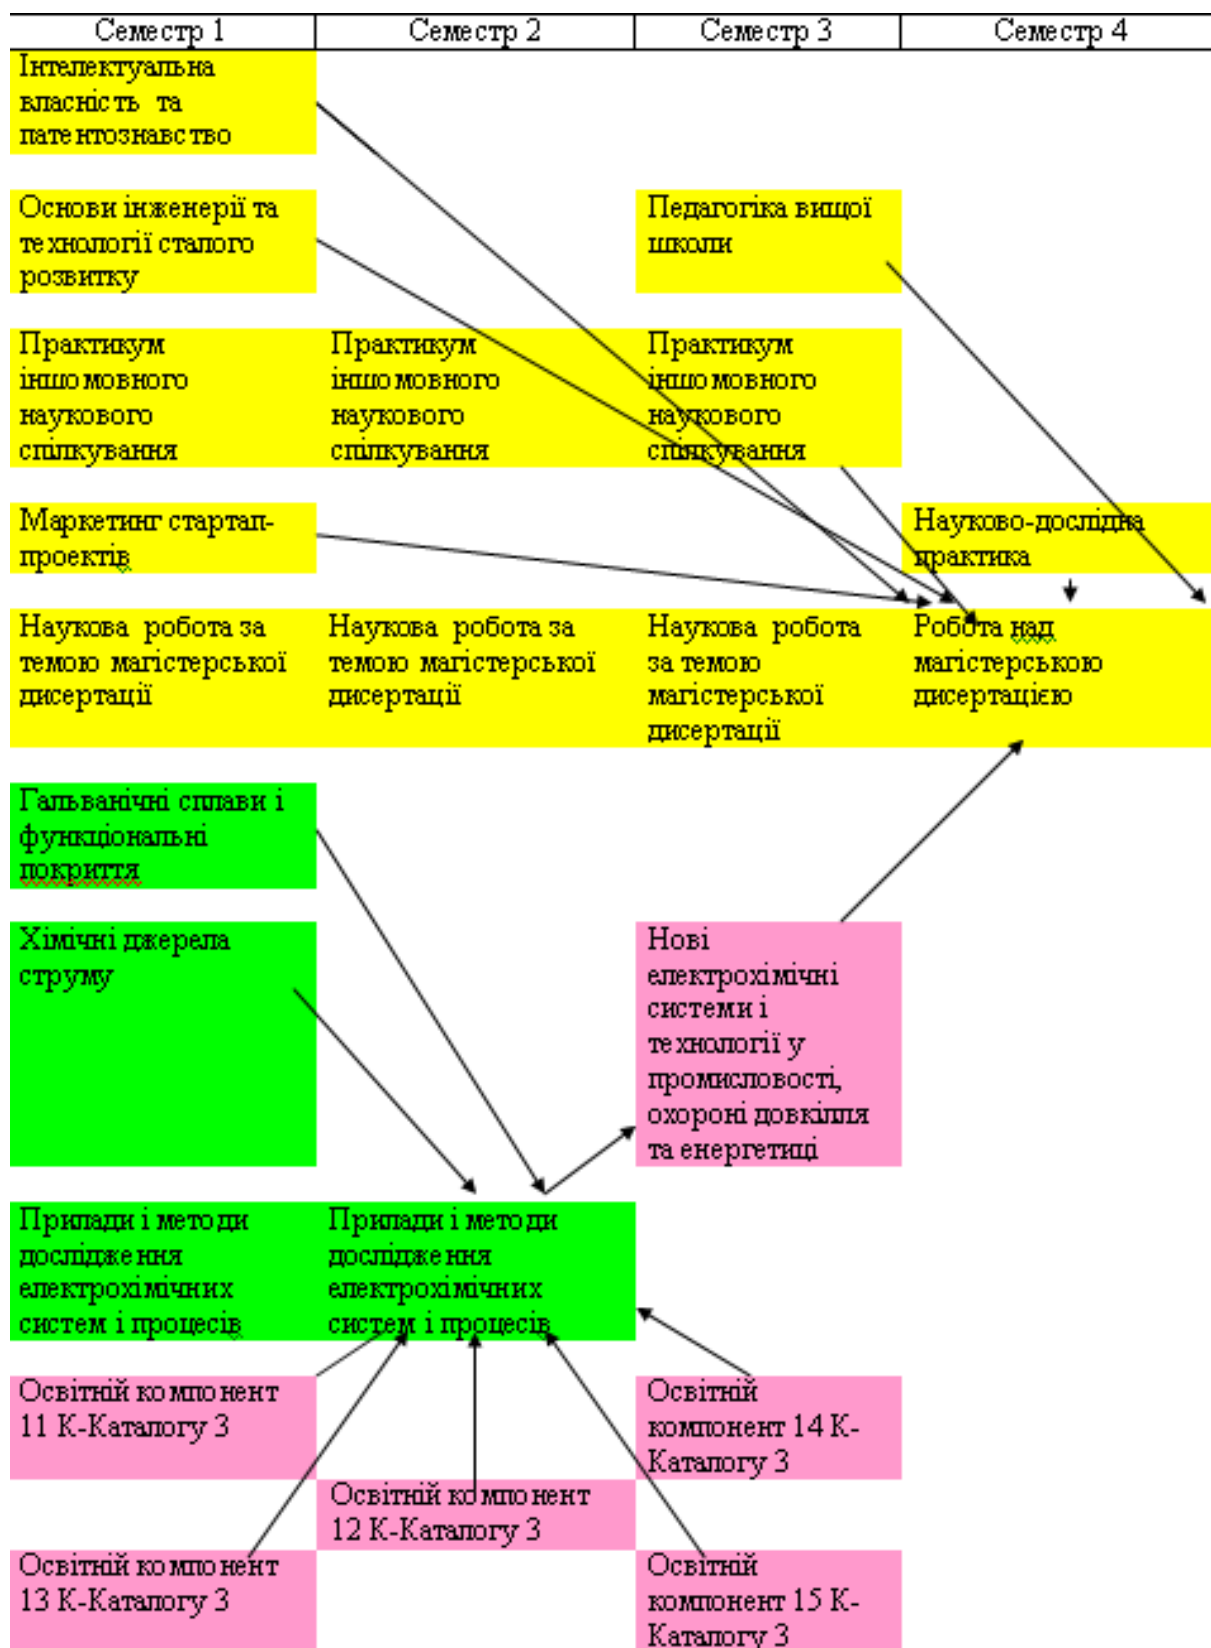 Семестр 1 Семестр 2 Семестр 3 Семестр 4
Інтелектуальна
власність та
патентознавство
Основи інженерії та
технології сталого
розвитку
Педагогіка вищої
школи
Практикум
іншомовного
наукового
спілкування
Практикум
іншомовного
наукового
спілкування
Практикум
іншомовного
наукового
спілкування
Маркетинг стартап-
проектів
Науково-дослідна
практика
Наукова робота за
темою магістерської
дисертації
Наукова робота за
темою магістерської
дисертації
Наукова робота
за темою
магістерської
дисертації
Робота над
магістерською
дисертацією
Гальванічні сплави і
функціональні
покриття
Хімічні джерела
струму
Нові
електрохімічні
системи і
технології у
промисловості,
охороні довкілля
та енергетиці
Прилади і методи
дослідження
електрохімічних
систем і процесів
Прилади і методи
дослідження
електрохімічних
систем і процесів
Освітній компонент
11 К-Каталогу 3
Освітній
компонент 14 К-
Каталогу 3
Освітній компонент
12 К-Каталогу 3
Освітній компонент
13 К-Каталогу 3
Освітній
компонент 15 К-
Каталогу 3